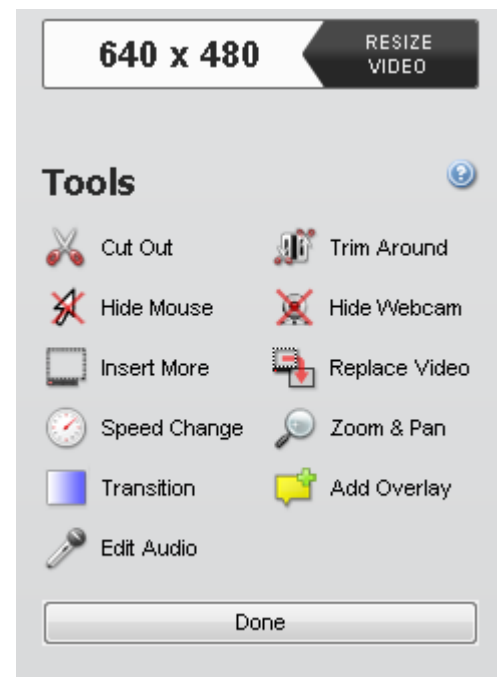 640 x 480
RESIZE
VIDEO
Tools
?
Cut Out
Trim Around
Hide Mouse
Hide Webcam
Insert More
Replace Video
Speed Change
Zoom & Pan
Transition
Add Overlay
Edit Audio
Done